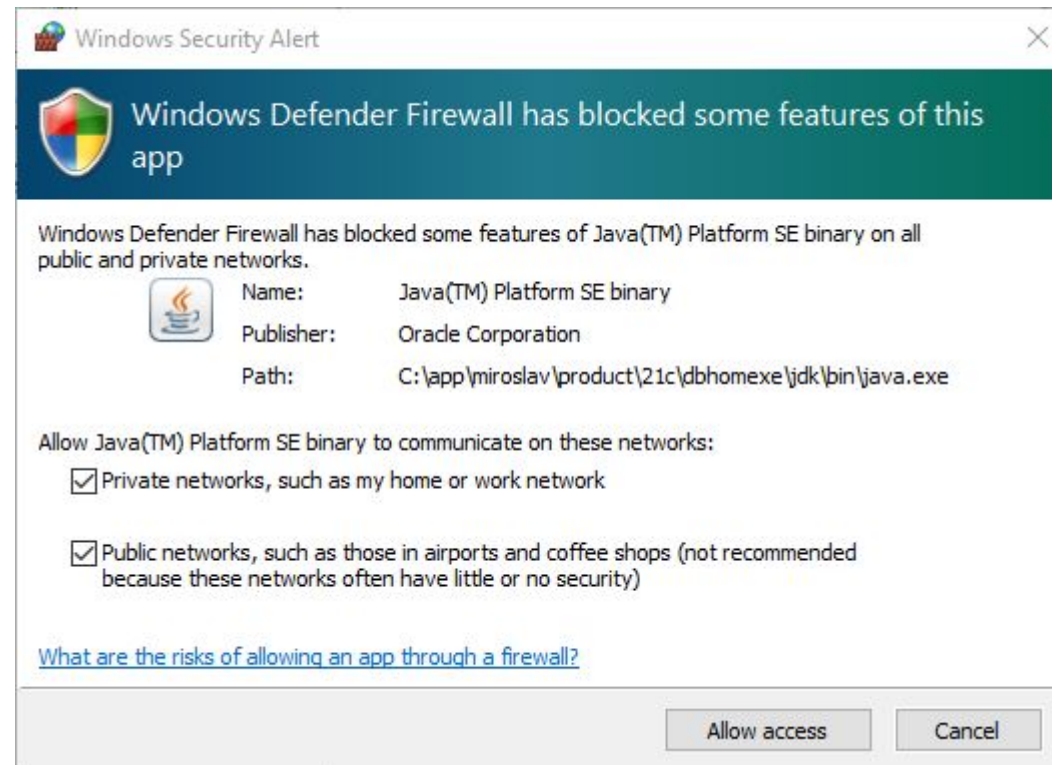 Windows Security Alert
Windows Defender Firewall has blocked some features of this
app
Windows Defender Firewall has blocked some features of Java(TM) Platform SE binary on all
public and private networks.
Name: Java(TM) Platform SE binary
Publisher: Oracle Corporation
Path: C:\app\miroslav\product\21c\dbhomexe\jdk\bin\java.exe
Allow Java(TM) Platform SE binary to communicate on these networks:
Private networks, such as my home or work network
Public networks, such as those in airports and coffee shops (not recommended
because these networks often have little or no security)
What are the risks of allowing an app through a firewall?
Allow access Cancel